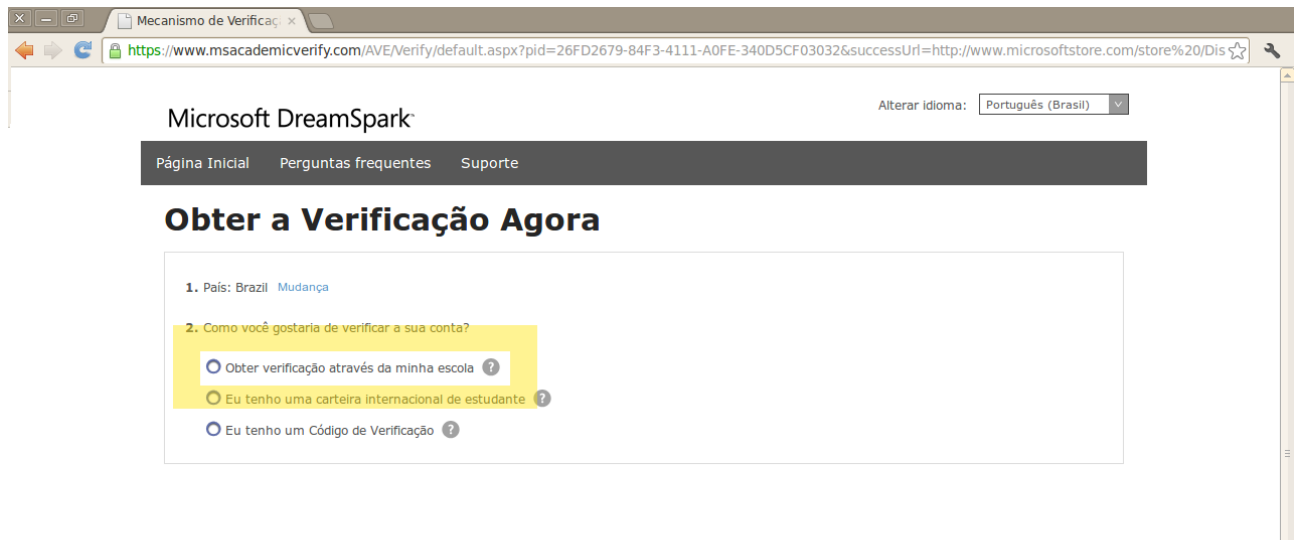 Mecanismo de Verificaç
https://www.msacademicverify.com/AVE/Verify/default.aspx?pid=26FD2679-84F3-4111-A0FE-340D5CF03032&successUrl=http://www.microsoftstore.com/store%20/Dis
Alterar idioma: Português (Brasil)
Microsoft DreamSpark
Página Inicial Perguntas frequentes Suporte
Obter a Verificação Agora
1. País: Brazil Mudança
2. Como você gostaria de verificar a sua conta?
Obter verificação através da minha escola ?
Eu tenho uma carteira internacional de estudante ?
Eu tenho um Código de Verificação ?